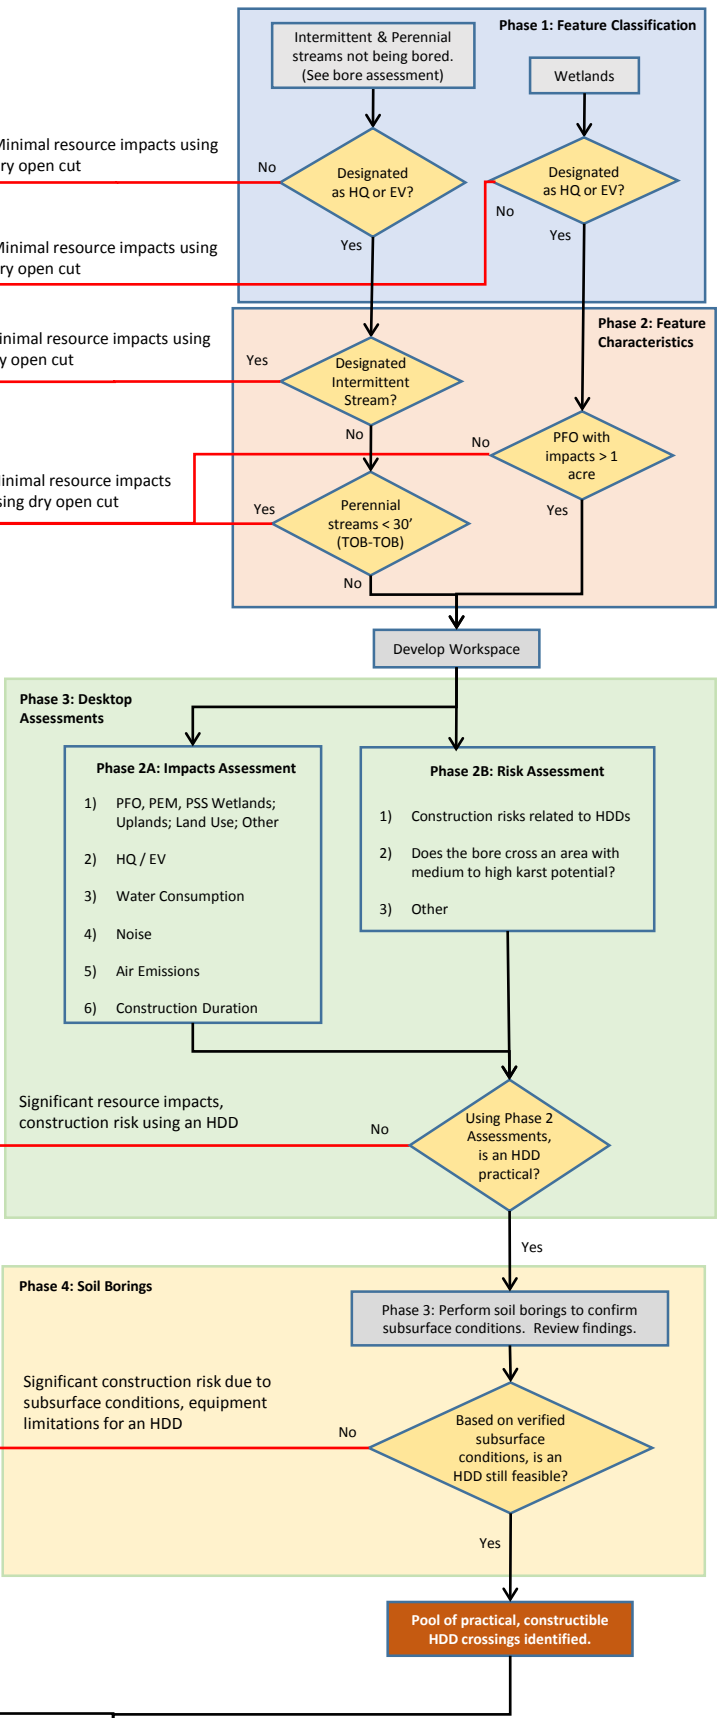 Phase 1: Feature Classification
Intermittent & Perennial
streams not being bored.
(See bore assessment)
Wetlands
Minimal resource impacts using
dry open cut
No
Designated
as HQ or EV?
Designated
as HQ or EV?
No
Yes
Yes
Minimal resource impacts using
dry open cut
Phase 2: Feature
Characteristics
Minimal resource impacts using
dry open cut
Yes
Designated
Intermittent
Stream?
No
No
PFO with
impacts > 1
acre
Yes
Minimal resource impacts
using dry open cut
Yes
Perennial
streams < 30’
(TOB-TOB)
No
Develop Workspace
Phase 3: Desktop
Assessments
Phase 2A: Impacts Assessment
1) PFO, PEM, PSS Wetlands;
Uplands; Land Use; Other
2) HQ / EV
3) Water Consumption
4) Noise
5) Air Emissions
6) Construction Duration
Phase 2B: Risk Assessment
1) Construction risks related to HDDs
2) Does the bore cross an area with
medium to high karst potential?
3) Other
Significant resource impacts,
construction risk using an HDD
No
Using Phase 2
Assessments,
is an HDD
practical?
Yes
Phase 4: Soil Borings
Phase 3: Perform soil borings to confirm
subsurface conditions. Review findings.
Significant construction risk due to
subsurface conditions, equipment
limitations for an HDD
No
Based on verified
subsurface
conditions, is an
HDD still feasible?
Yes
Pool of practical, constructible
HDD crossings identified.